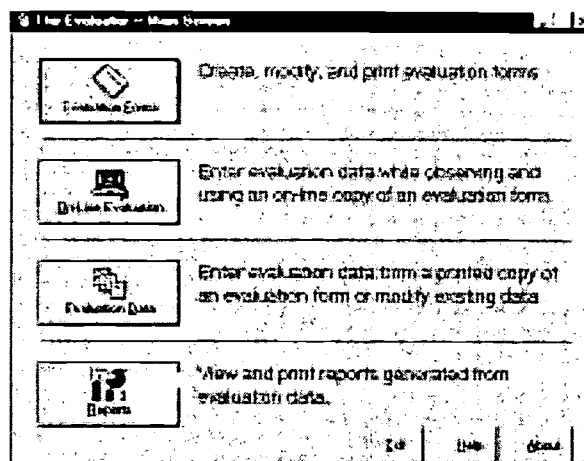 The Evaluator -- Main Screen
Evaluation Forms
Create, modify, and print evaluation forms
On-Line Evaluation
Enter evaluation data while observing and
using an on-line copy of an evaluation form.
Evaluation Data
Enter evaluation data from a printed copy of
an evaluation form or modify existing data.
Reports
View and print reports generated from
evaluation data.
Exit Help About